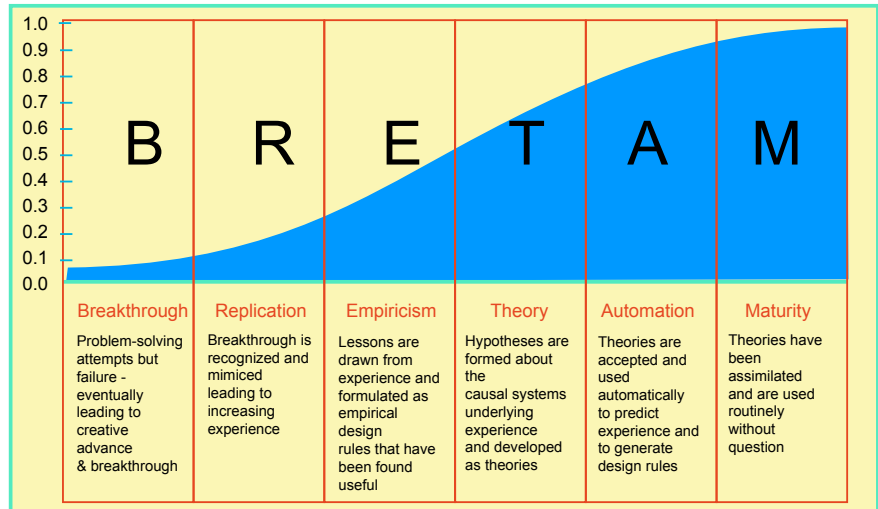 1.0
0.9
0.8
0.7
0.6
0.5
0.4
0.3
0.2
0.1
0.0
B R E T A M
Breakthrough
Problem-solving
attempts but
failure -
eventually
leading to
creative
advance
& breakthrough
Replication
Breakthrough is
recognized and
mimiced
leading to
increasing
experience
Empiricism
Lessons are
drawn from
experience and
formulated as
empirical
design
rules that have
been found
useful
Theory
Hypotheses are
formed about
the
causal systems
underlying
experience
and developed
as theories
Automation
Theories are
accepted and
used
automatically
to predict
experience and
to generate
design rules
Maturity
Theories have
been
assimilated
and are used
routinely
without
question